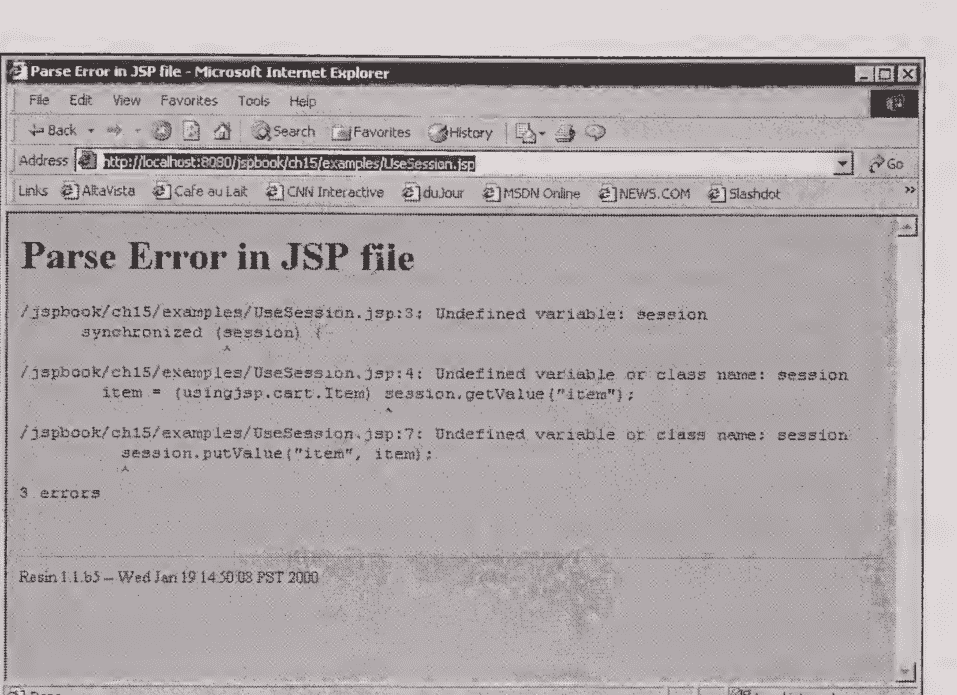 Parse Error in JSP file - Microsoft Internet Explorer
File Edit View Favorites Tools Help
Back Search Favorites History
Address http://localhost:8080/jspbook/ch15/examples/UseSession.jsp Go
Links AltaVista Cafe au Lait CNN Interactive duJour MSDN Online NEWS.COM Slashdot »
Parse Error in JSP file
/jspbook/ch15/examples/UseSession.jsp:3: Undefined variable: session
synchronized (session) {
^
/jspbook/ch15/examples/UseSession.jsp:4: Undefined variable or class name: session
item = (usingjsp.cart.Item) session.getValue("item");
^
/jspbook/ch15/examples/UseSession.jsp:7: Undefined variable or class name: session
session.putValue("item", item);
^
3 errors
Resin 1.1.b5 -- Wed Jan 19 14:50:08 PST 2000